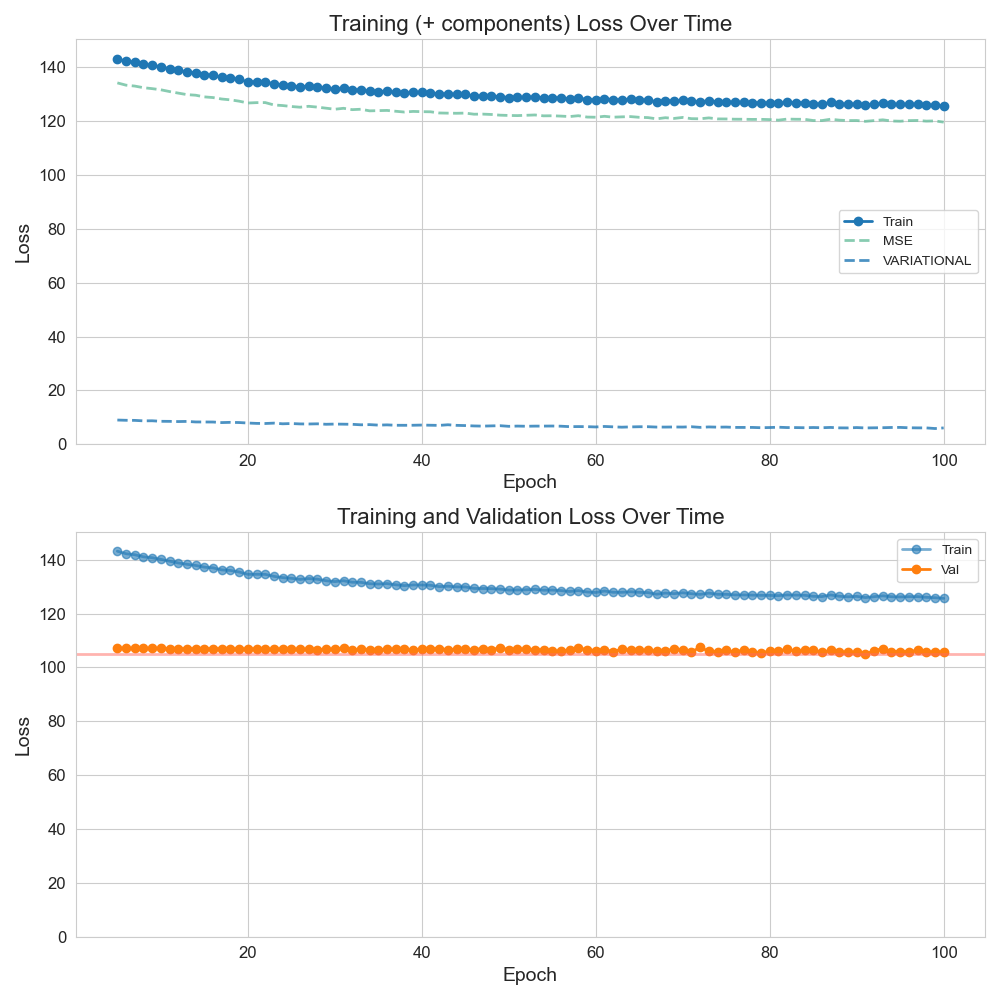 Training (+ components) Loss Over Time
140
120
100
80
60
40
20
0
Loss
Train
MSE
VARIATIONAL
20 40 60 80 100
Epoch
Training and Validation Loss Over Time
140
120
100
80
60
40
20
0
Loss
Train
Val
20 40 60 80 100
Epoch